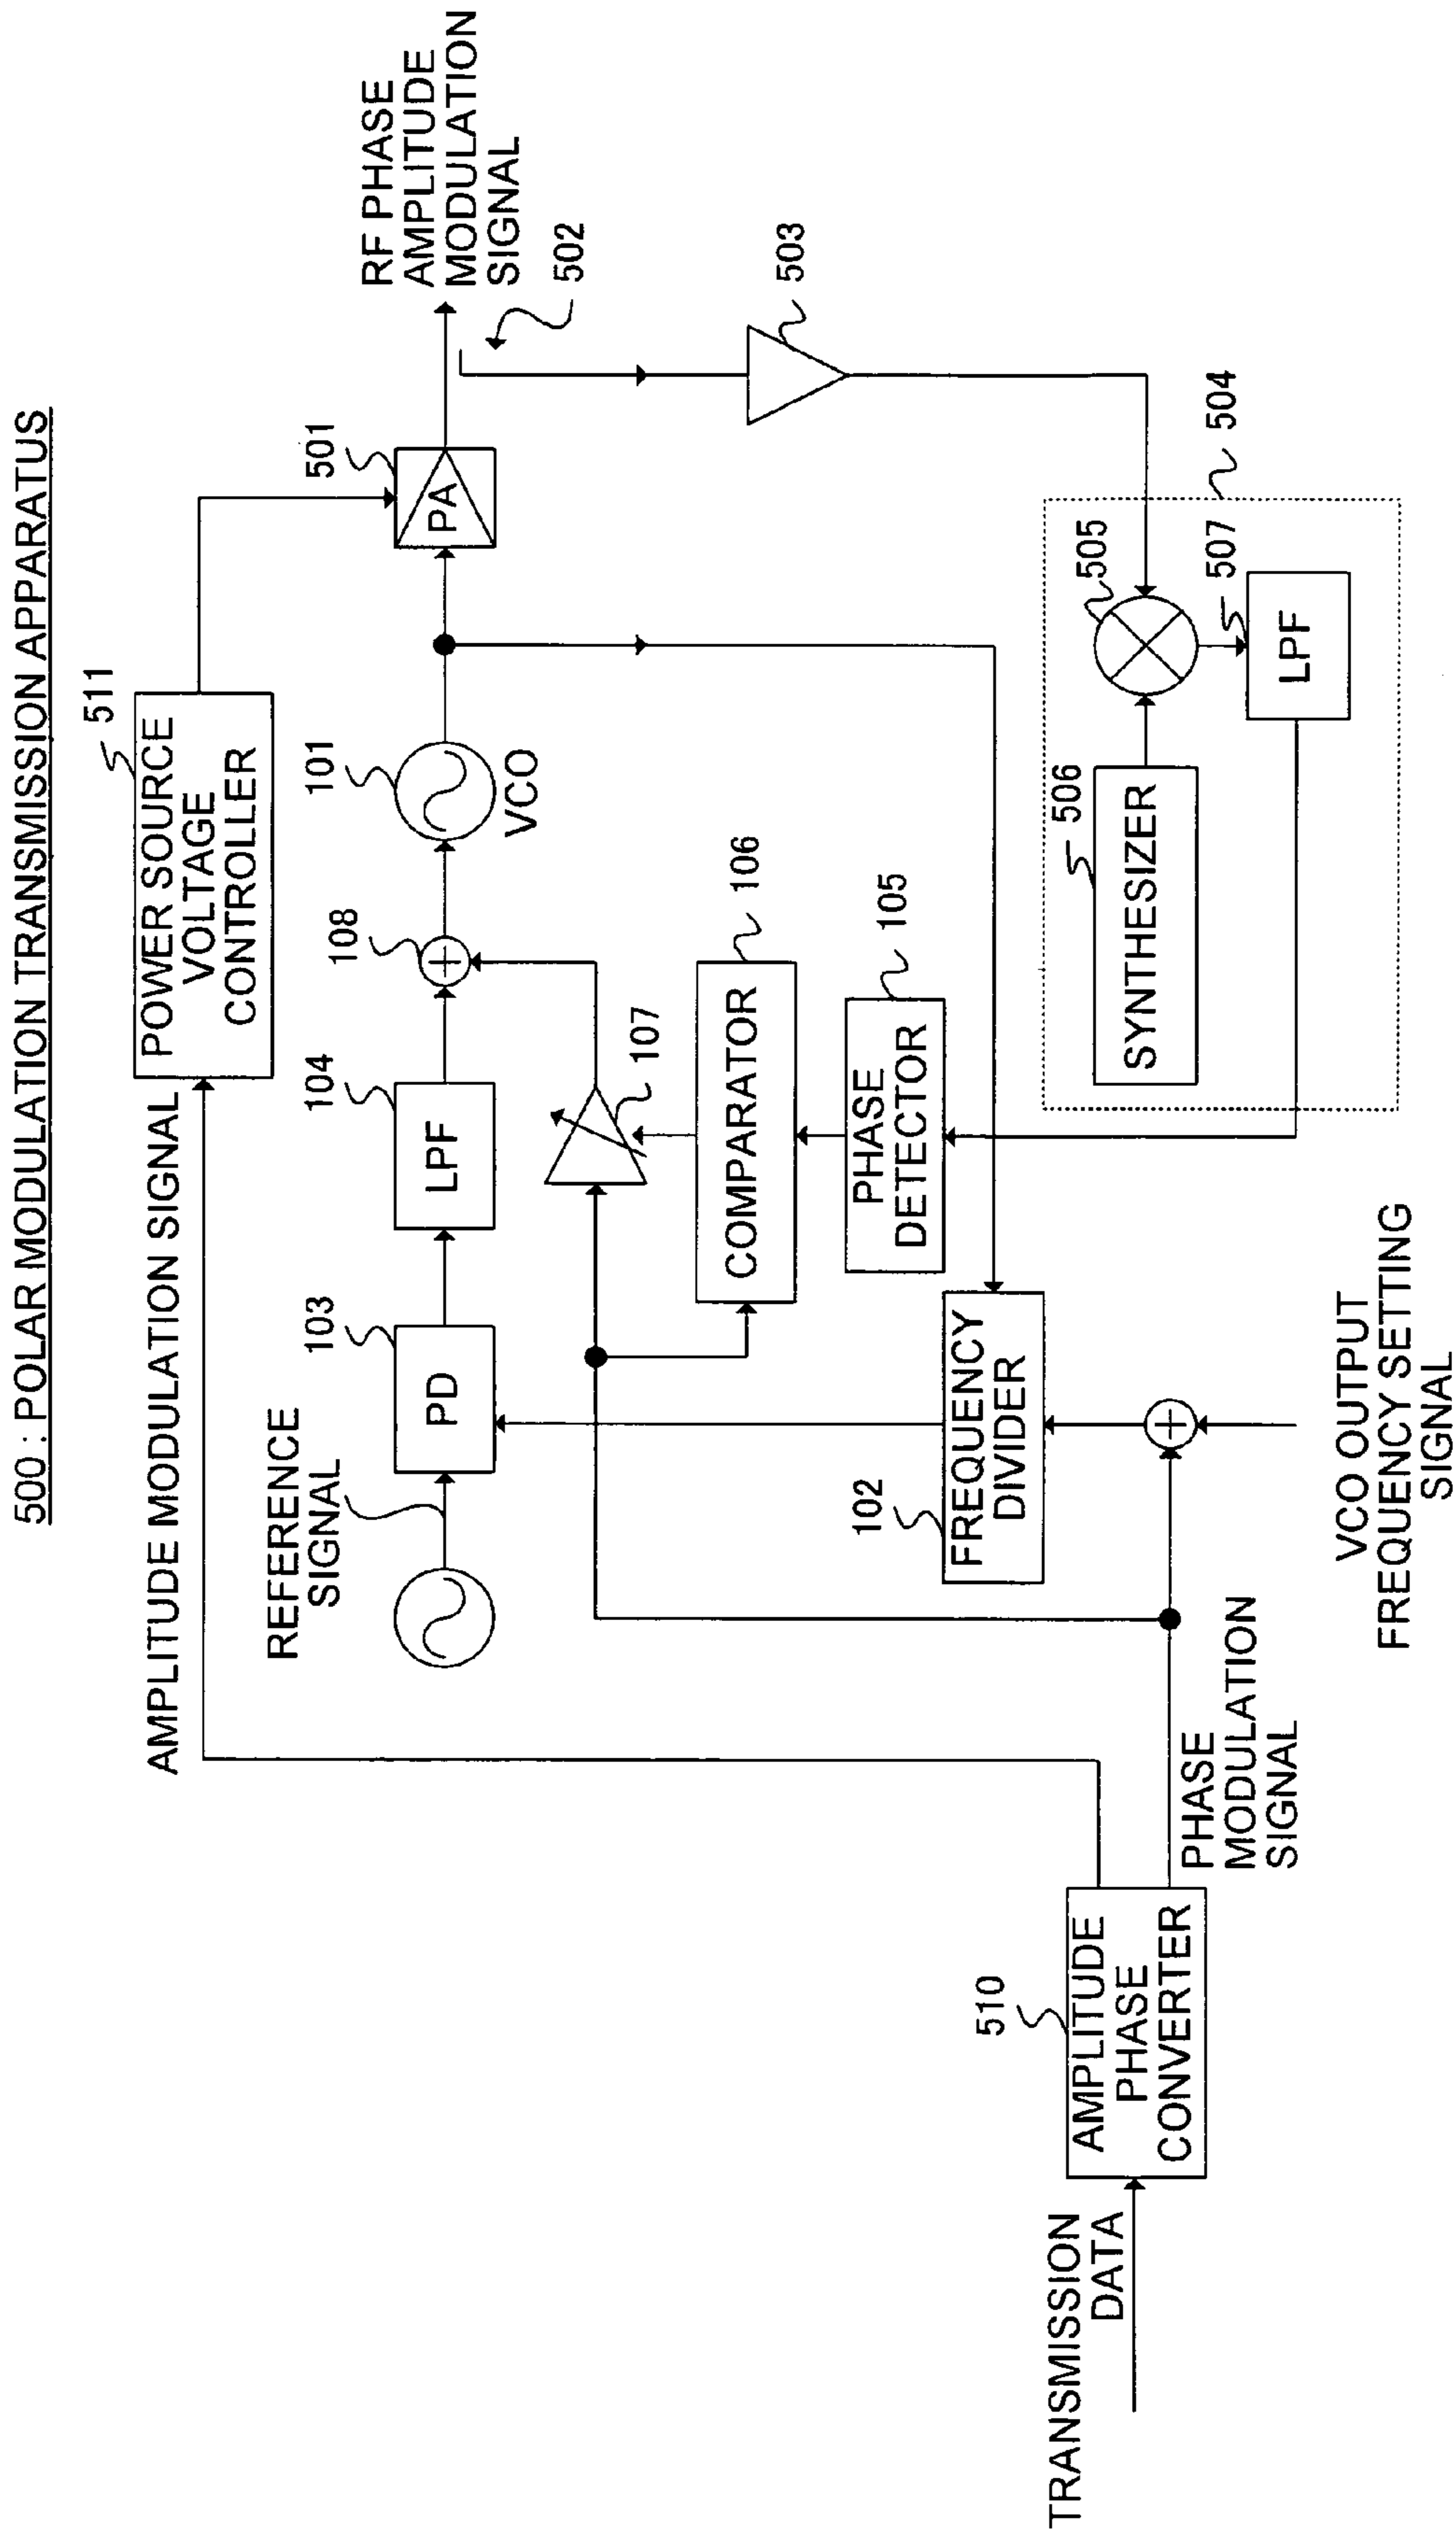 500 : POLAR MODULATION TRANSMISSION APPARATUS
511
POWER SOURCE
VOLTAGE
CONTROLLER
AMPLITUDE MODULATION SIGNAL
REFERENCE
SIGNAL
103
PD
104
LPF
108
101
VCO
501
PA
RF PHASE
AMPLITUDE
MODULATION
SIGNAL
502
503
107
COMPARATOR
106
PHASE
DETECTOR
105
102
FREQUENCY
DIVIDER
504
505
506
SYNTHESIZER
507
LPF
TRANSMISSION
DATA
510
AMPLITUDE
PHASE
CONVERTER
PHASE
MODULATION
SIGNAL
VCO OUTPUT
FREQUENCY SETTING
SIGNAL